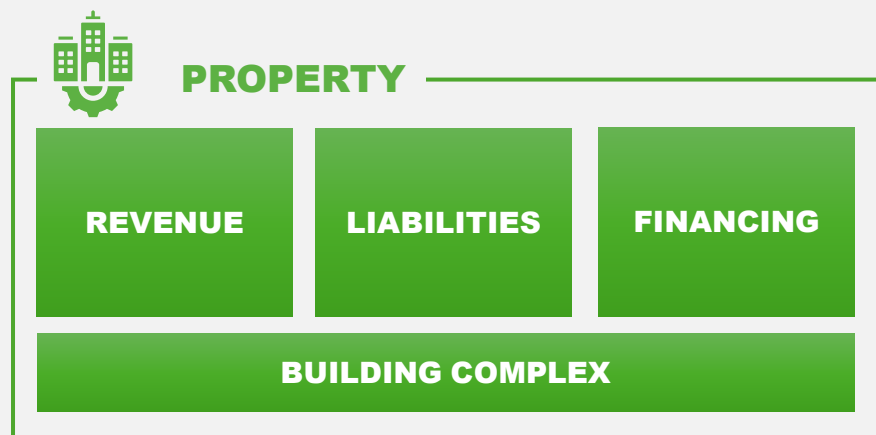 PROPERTY
REVENUE
LIABILITIES
FINANCING
BUILDING COMPLEX